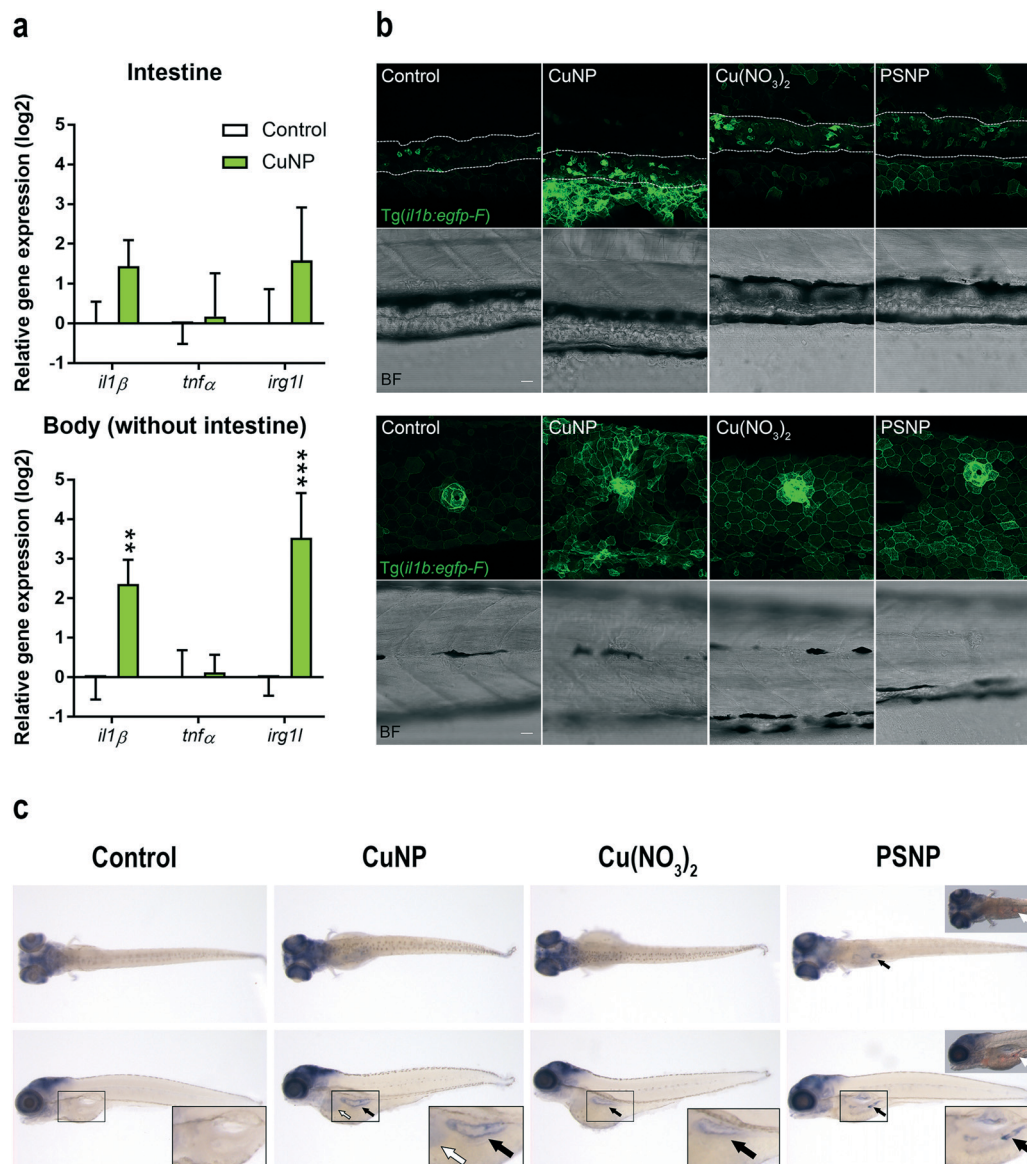 a
Intestine
Relative gene expression (log2)
5
4
3
2
1
0
-1
Control
CuNP
il1β
tnfα
irg1l
Body (without intestine)
Relative gene expression (log2)
5
4
3
2
1
0
-1
**
***
il1β
tnfα
irg1l
b
Control
CuNP
Cu(NO3)2
PSNP
Tg(il1b:egfp-F)
BF
Control
CuNP
Cu(NO3)2
PSNP
Tg(il1b:egfp-F)
BF
c
Control
CuNP
Cu(NO3)2
PSNP